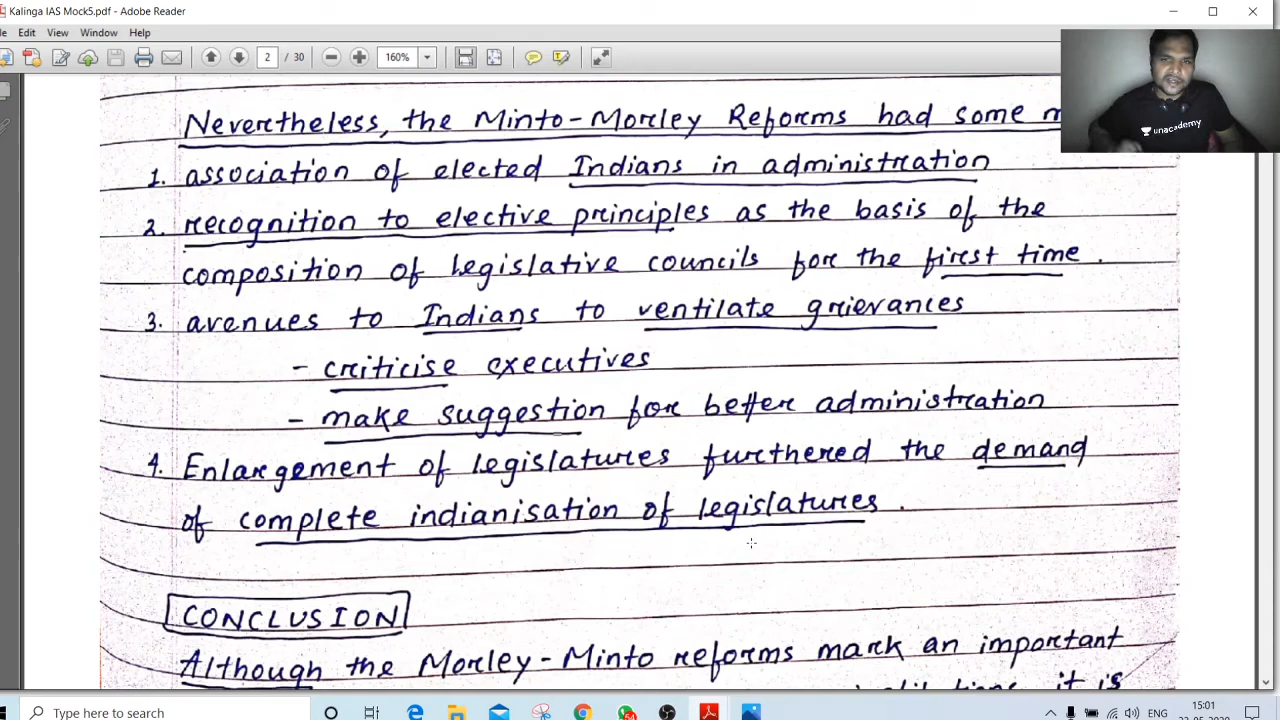 Kalinga IAS Mock5.pdf - Adobe Reader
Edit View Window Help
2 / 30 160%
unacademy
Nevertheless, the Minto-Morley Reforms had some
1. association of elected Indians in administration
2. recognition to elective principles as the basis of the
composition of legislative councils for the first time.
3. avenues to Indians to ventilate grievances
- criticise executives
- make suggestion for better administration
4. Enlargement of legislatures furthered the demand
of complete indianisation of legislatures.
CONCLUSION
Although the Morley-Minto reforms mark an important
it is
Type here to search
ENG
15:01